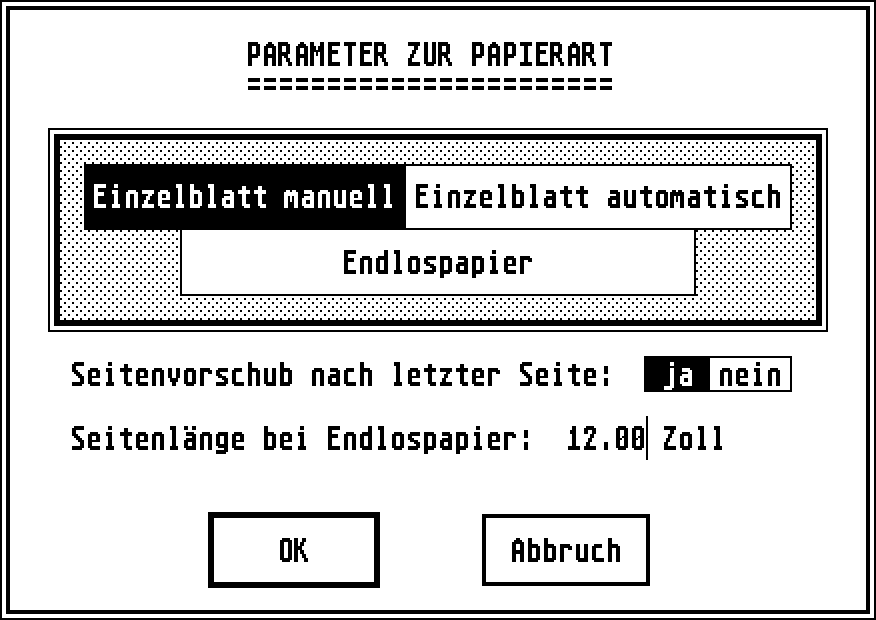 PARAMETER ZUR PAPIERART
=======================
Einzelblatt manuell Einzelblatt automatisch
Endlospapier
Seitenvorschub nach letzter Seite: ja nein
Seitenlänge bei Endlospapier: 12.00 Zoll
OK Abbruch